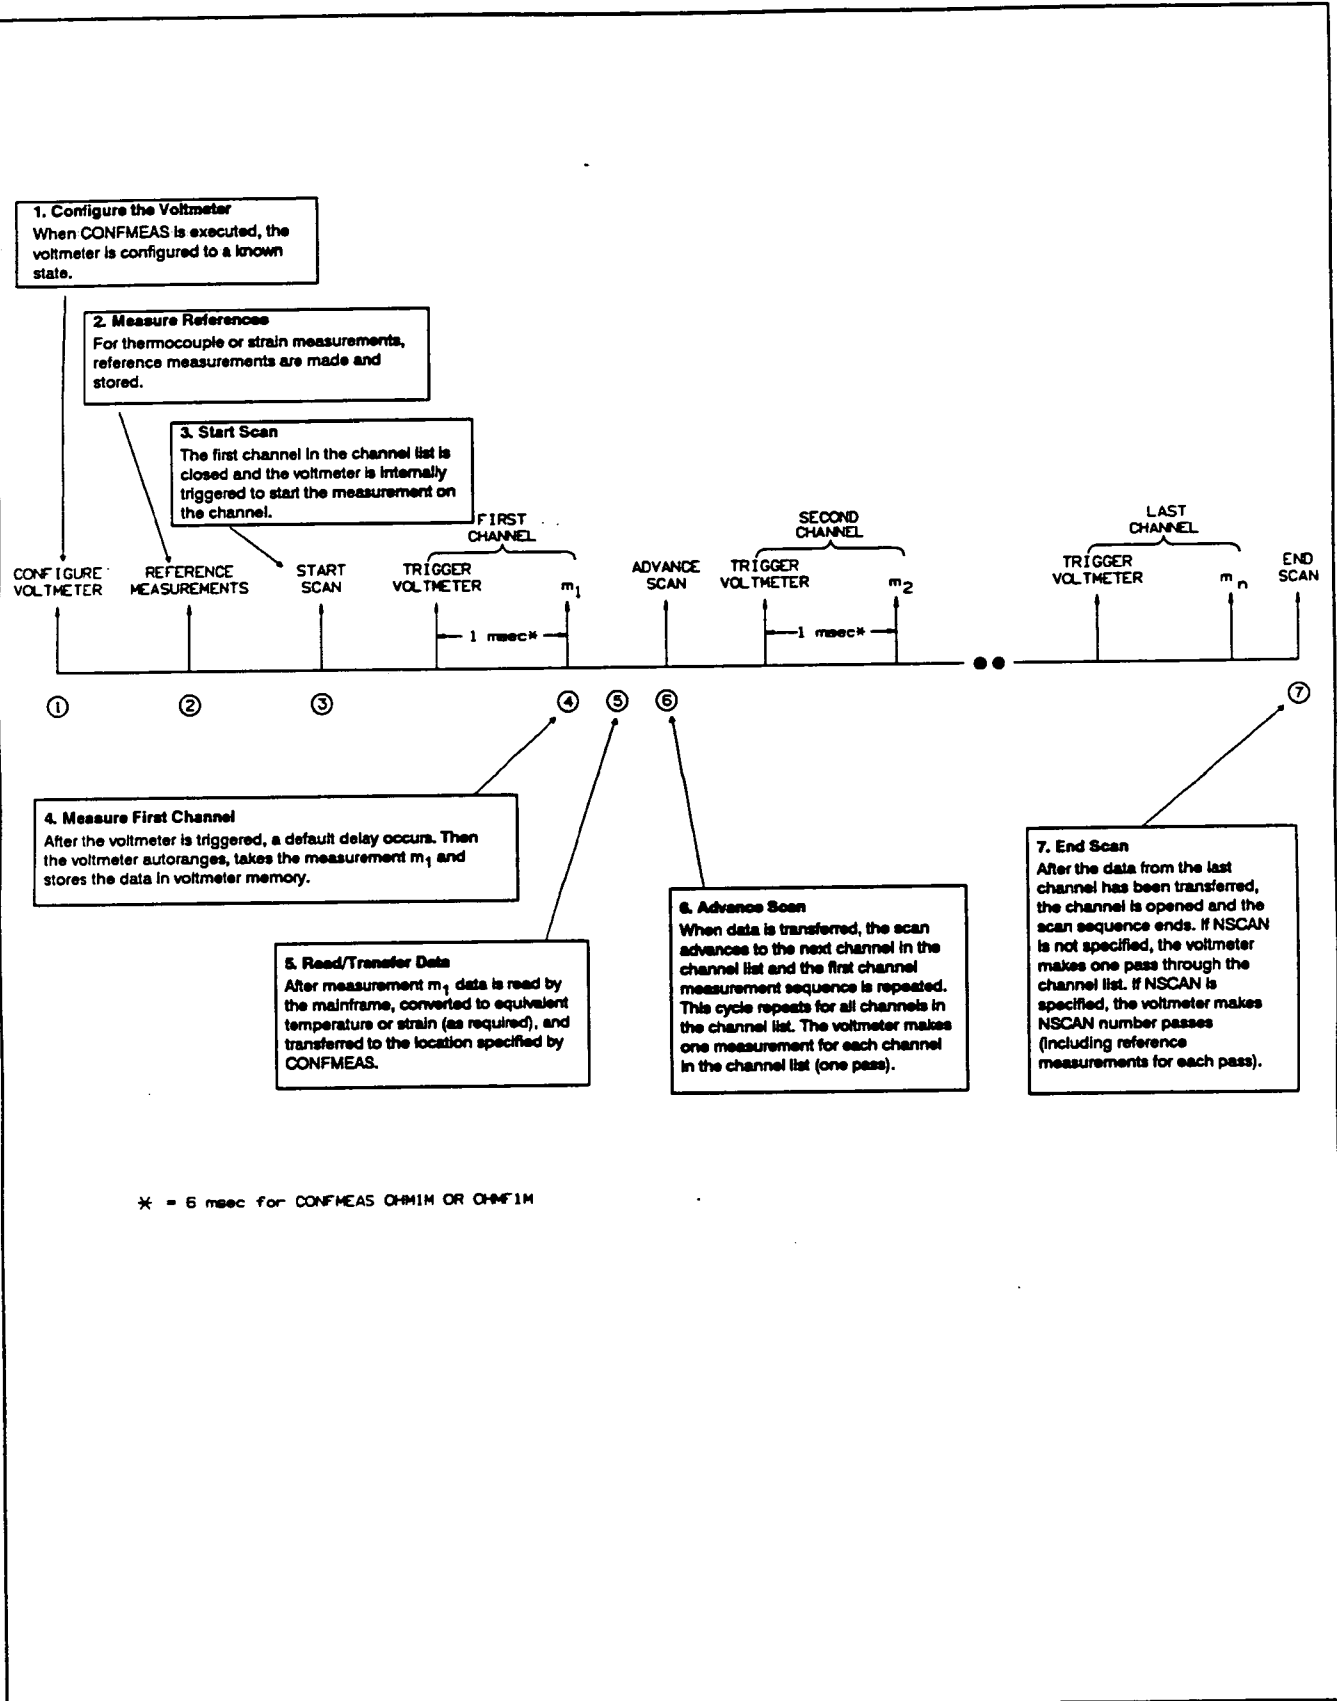 1. Configure the Voltmeter
When CONFMEAS is executed, the
voltmeter is configured to a known
state.
2. Measure References
For thermocouple or strain measurements,
reference measurements are made and
stored.
3. Start Scan
The first channel in the channel list is
closed and the voltmeter is internally
triggered to start the measurement on
the channel.
FIRST
CHANNEL
SECOND
CHANNEL
LAST
CHANNEL
CONFIGURE
VOLTMETER
REFERENCE
MEASUREMENTS
START
SCAN
TRIGGER
VOLTMETER
m1
ADVANCE
SCAN
TRIGGER
VOLTMETER
m2
TRIGGER
VOLTMETER
mn
END
SCAN
1 msec*
1 msec*
1
2
3
4
5
6
7
4. Measure First Channel
After the voltmeter is triggered, a default delay occurs. Then
the voltmeter autoranges, takes the measurement m1 and
stores the data in voltmeter memory.
5. Read/Transfer Data
After measurement m1 data is read by
the mainframe, converted to equivalent
temperature or strain (as required), and
transferred to the location specified by
CONFMEAS.
6. Advance Scan
When data is transferred, the scan
advances to the next channel in the
channel list and the first channel
measurement sequence is repeated.
This cycle repeats for all channels in
the channel list. The voltmeter makes
one measurement for each channel
in the channel list (one pass).
7. End Scan
After the data from the last
channel has been transferred,
the channel is opened and the
scan sequence ends. If NSCAN
is not specified, the voltmeter
makes one pass through the
channel list. If NSCAN is
specified, the voltmeter makes
NSCAN number passes
(including reference
measurements for each pass).
* = 6 msec for CONFMEAS OHM1M OR OHMF1M